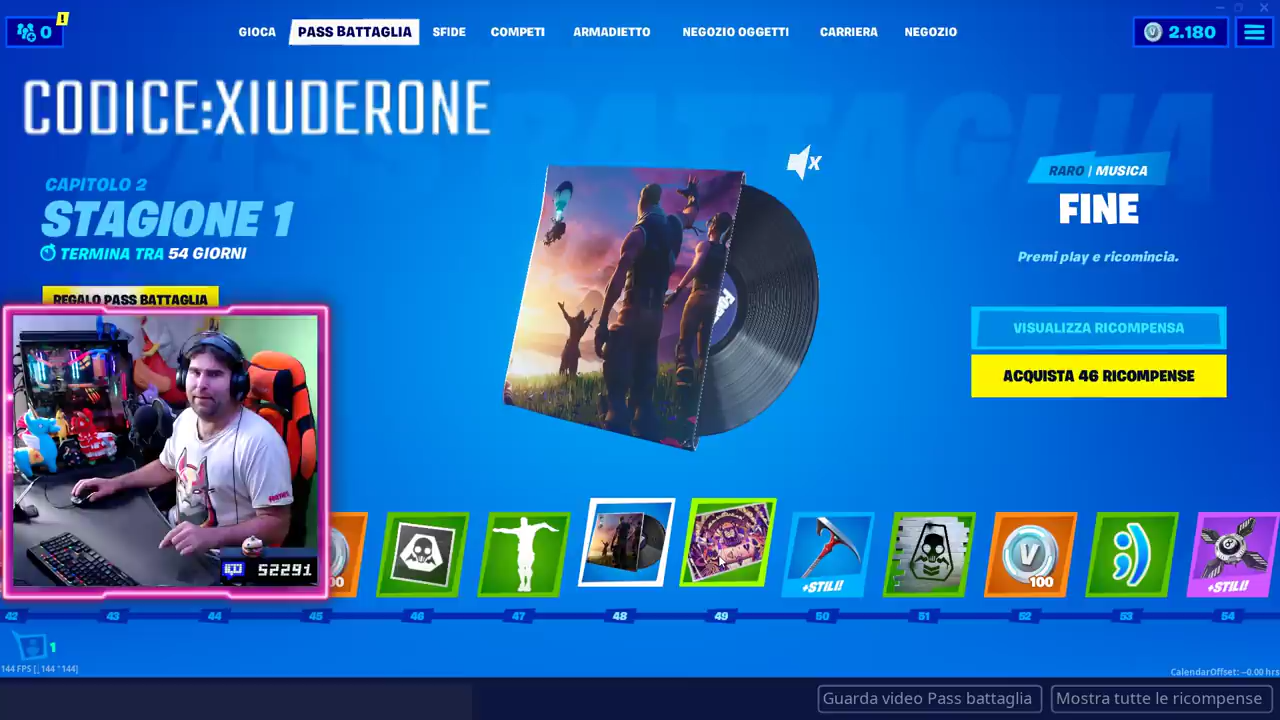 0
!
GIOCA
PASS BATTAGLIA
SFIDE
COMPETI
ARMADIETTO
NEGOZIO OGGETTI
CARRIERA
NEGOZIO
2.180
CODICE:XIUDERONE
PASS BATTAGLIA
CAPITOLO 2
STAGIONE 1
TERMINA TRA 54 GIORNI
REGALO PASS BATTAGLIA
X
RARO | MUSICA
FINE
Premi play e ricomincia.
VISUALIZZA RICOMPENSA
ACQUISTA 46 RICOMPENSE
52291
+STILI!
100
+STILI!
42 43 44 45 46 47 48 49 50 51 52 53 54
1
144 FPS [
CalendarOffset: −0.00 hrs
Guarda video Pass battaglia
Mostra tutte le ricompense